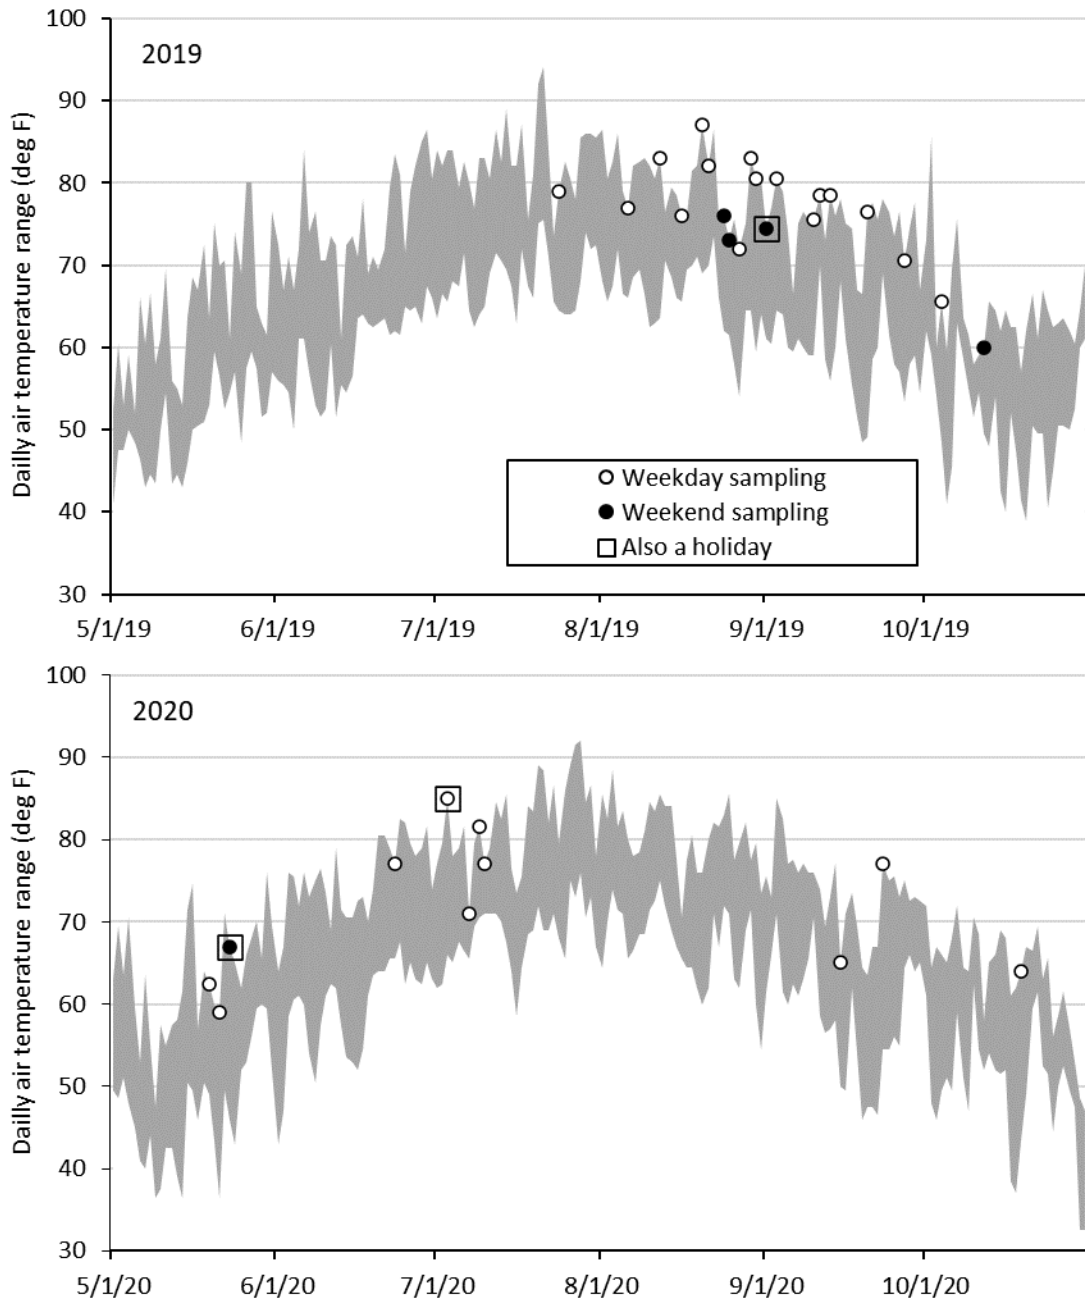 2019
Dailly air temperature range (deg F)
100
90
80
70
60
50
40
30
Weekday sampling
Weekend sampling
Also a holiday
5/1/19 6/1/19 7/1/19 8/1/19 9/1/19 10/1/19
2020
Dailly air temperature range (deg F)
100
90
80
70
60
50
40
30
5/1/20 6/1/20 7/1/20 8/1/20 9/1/20 10/1/20